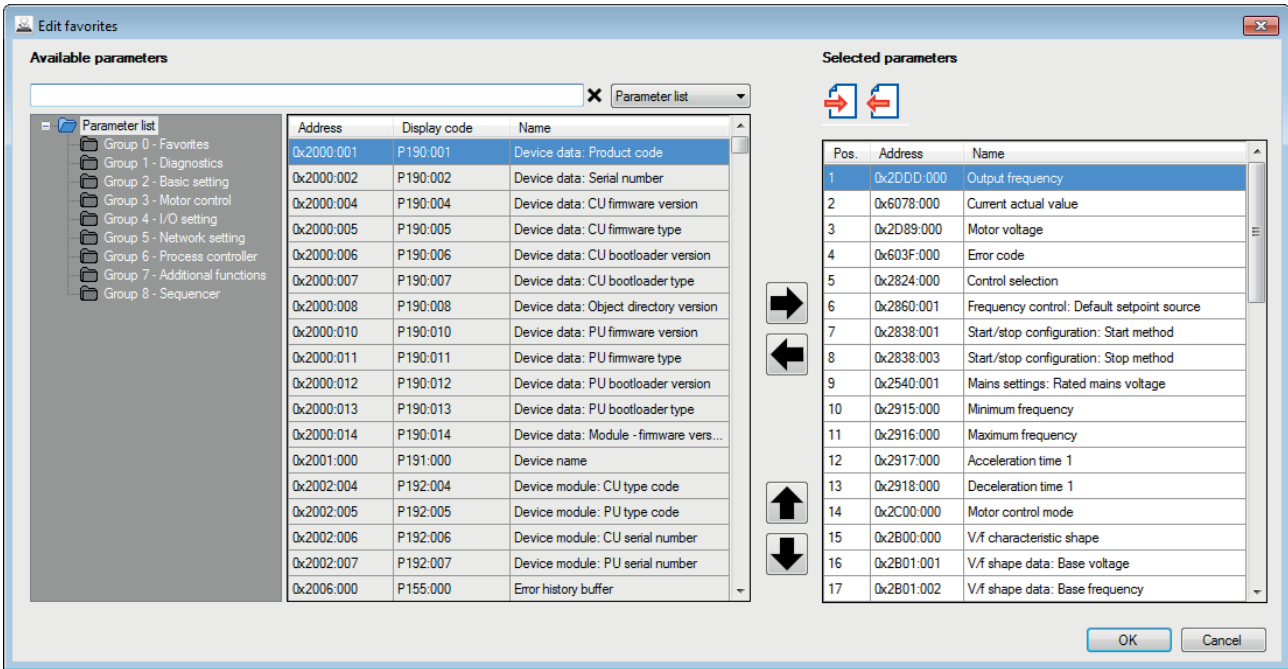 Edit favorites
Available parameters
Parameter list
Parameter list
Group 0 - Favorites
Group 1 - Diagnostics
Group 2 - Basic setting
Group 3 - Motor control
Group 4 - I/O setting
Group 5 - Network setting
Group 6 - Process controller
Group 7 - Additional functions
Group 8 - Sequencer
Address Display code Name
0x2000:001 P190:001 Device data: Product code
0x2000:002 P190:002 Device data: Serial number
0x2000:004 P190:004 Device data: CU firmware version
0x2000:005 P190:005 Device data: CU firmware type
0x2000:006 P190:006 Device data: CU bootloader version
0x2000:007 P190:007 Device data: CU bootloader type
0x2000:008 P190:008 Device data: Object directory version
0x2000:010 P190:010 Device data: PU firmware version
0x2000:011 P190:011 Device data: PU firmware type
0x2000:012 P190:012 Device data: PU bootloader version
0x2000:013 P190:013 Device data: PU bootloader type
0x2000:014 P190:014 Device data: Module - firmware vers...
0x2001:000 P191:000 Device name
0x2002:004 P192:004 Device module: CU type code
0x2002:005 P192:005 Device module: PU type code
0x2002:006 P192:006 Device module: CU serial number
0x2002:007 P192:007 Device module: PU serial number
0x2006:000 P155:000 Error history buffer
Selected parameters
Pos. Address Name
1 0x2DDD:000 Output frequency
2 0x6078:000 Current actual value
3 0x2D89:000 Motor voltage
4 0x603F:000 Error code
5 0x2824:000 Control selection
6 0x2860:001 Frequency control: Default setpoint source
7 0x2838:001 Start/stop configuration: Start method
8 0x2838:003 Start/stop configuration: Stop method
9 0x2540:001 Mains settings: Rated mains voltage
10 0x2915:000 Minimum frequency
11 0x2916:000 Maximum frequency
12 0x2917:000 Acceleration time 1
13 0x2918:000 Deceleration time 1
14 0x2C00:000 Motor control mode
15 0x2B00:000 V/f characteristic shape
16 0x2B01:001 V/f shape data: Base voltage
17 0x2B01:002 V/f shape data: Base frequency
OK Cancel